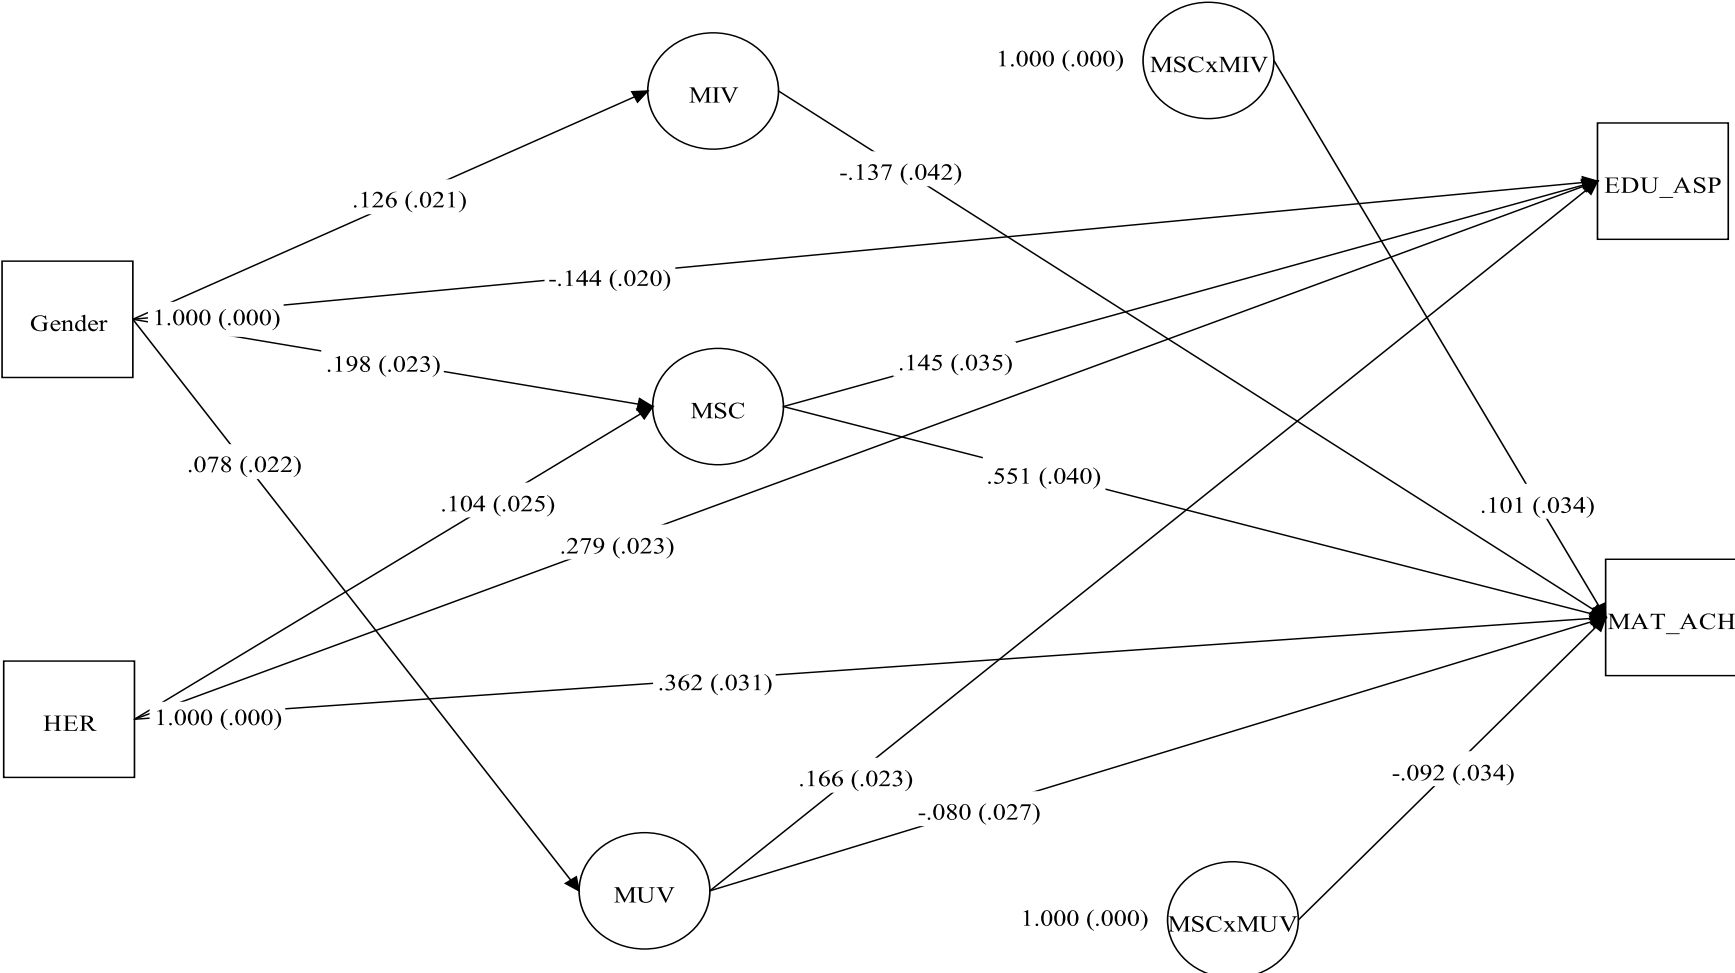 1.000 (.000)
MSCxMIV
MIV
-.137 (.042)
EDU_ASP
.126 (.021)
-.144 (.020)
Gender
1.000 (.000)
.198 (.023)
.145 (.035)
MSC
.078 (.022)
.551 (.040)
.104 (.025)
.101 (.034)
.279 (.023)
MAT_ACH
.362 (.031)
HER
1.000 (.000)
.166 (.023)
-.092 (.034)
-.080 (.027)
MUV
1.000 (.000)
MSCxMUV